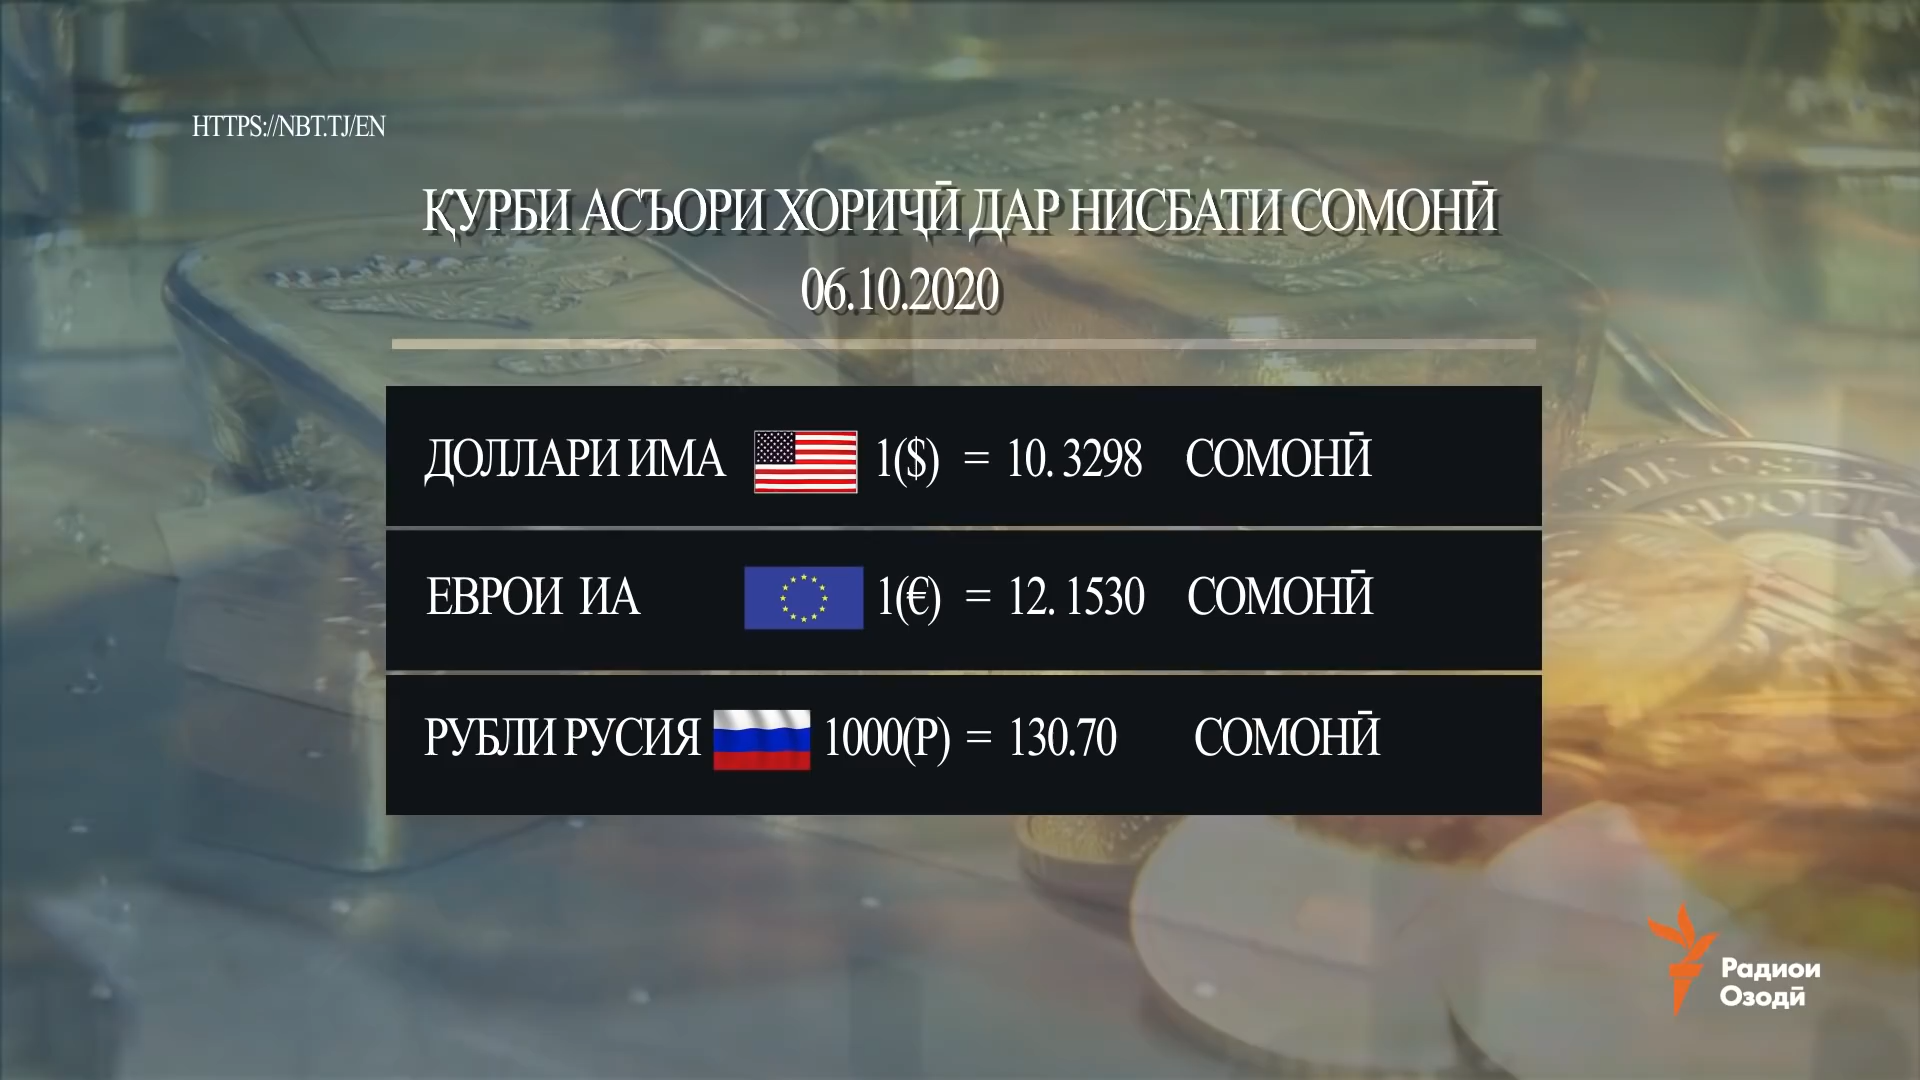 HTTPS://NBT.TJ/EN
ҚУРБИ АСЪОРИ ХОРИҶӢ ДАР НИСБАТИ СОМОНӢ
06.10.2020
ДОЛЛАРИ ИМА 1($) = 10. 3298 СОМОНӢ
ЕВРОИ ИА 1(€) = 12. 1530 СОМОНӢ
РУБЛИ РУСИЯ 1000(Р) = 130.70 СОМОНӢ
Радиои
Озодӣ